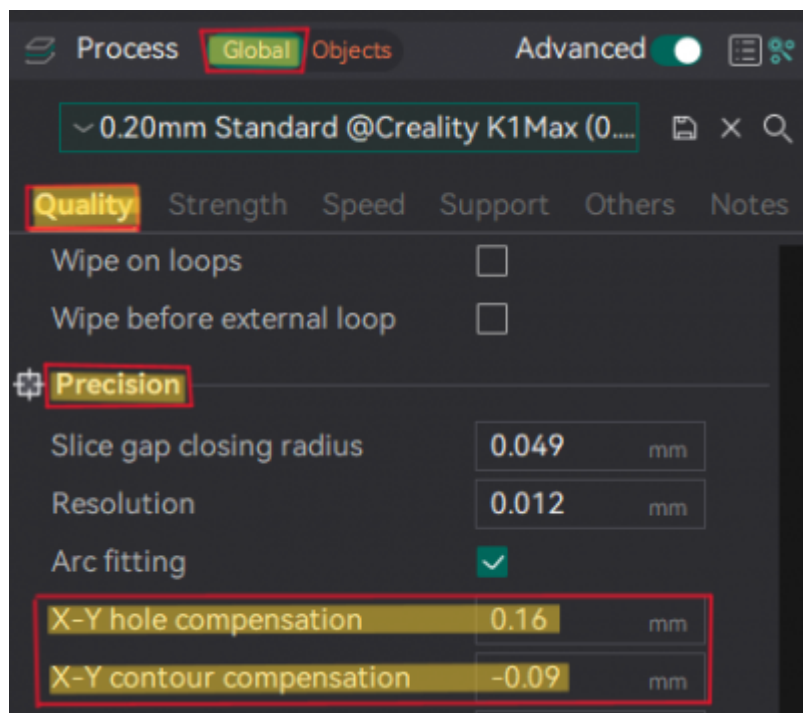 Process Global Objects Advanced
0.20mm Standard @Creality K1Max (0....
Quality Strength Speed Support Others Notes
Wipe on loops
Wipe before external loop
Precision
Slice gap closing radius 0.049 mm
Resolution 0.012 mm
Arc fitting
X-Y hole compensation 0.16 mm
X-Y contour compensation -0.09 mm